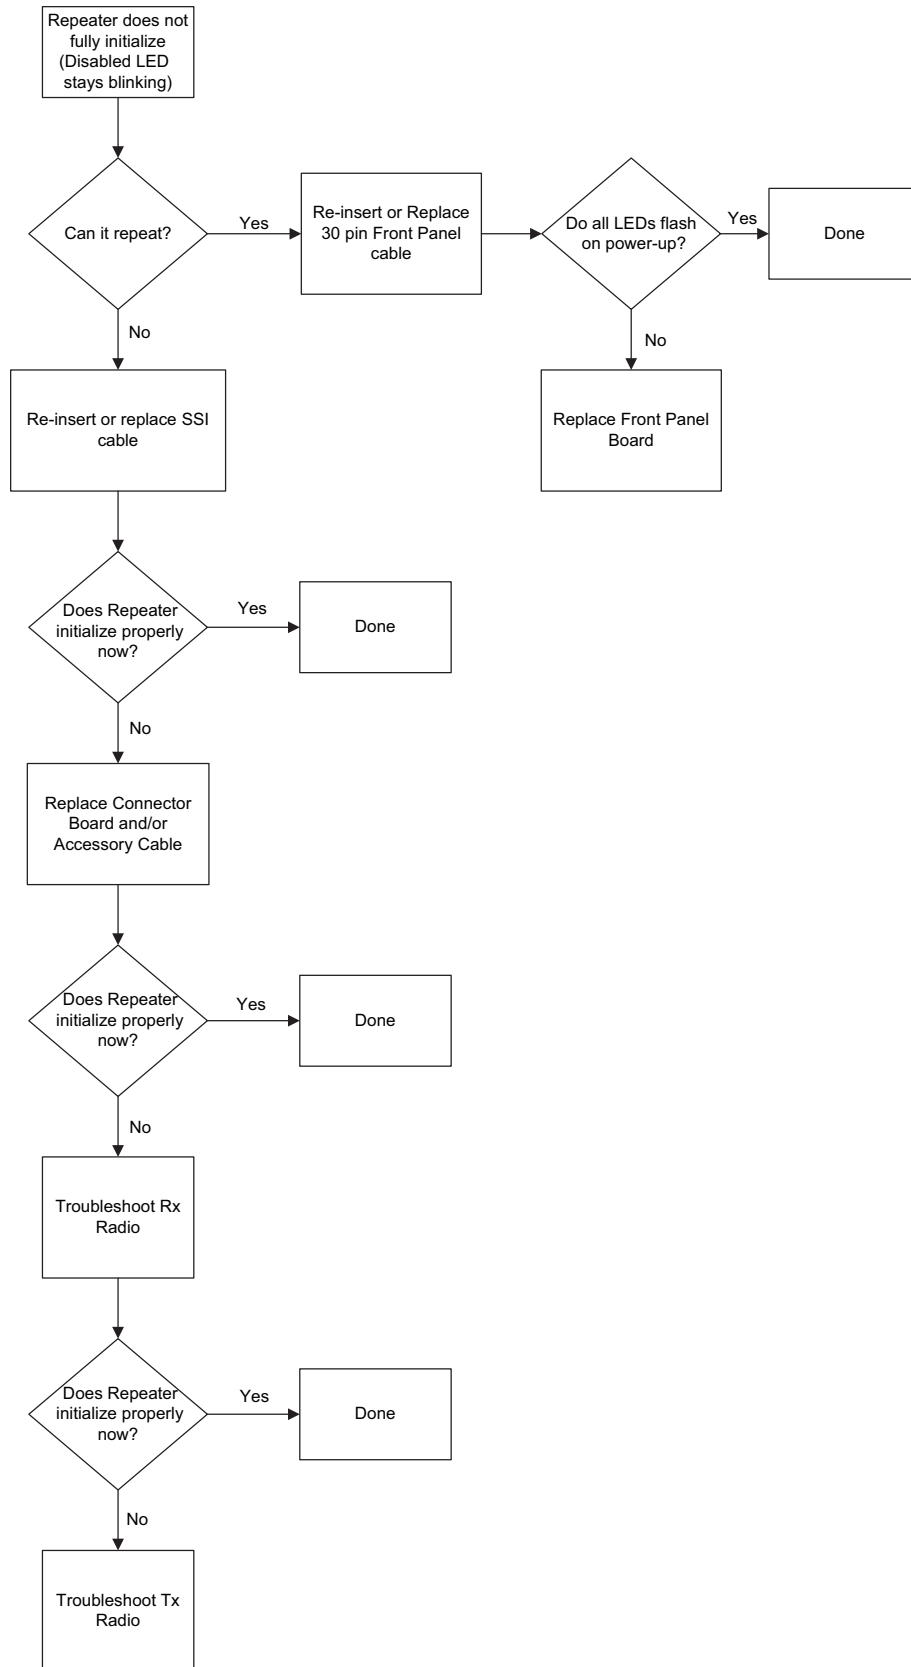 Repeater does not
fully initialize
(Disabled LED
stays blinking)
Can it repeat?
Yes
Re-insert or Replace
30 pin Front Panel
cable
Do all LEDs flash
on power-up?
Yes
Done
No
No
Re-insert or replace SSI
cable
Replace Front Panel
Board
Does Repeater
initialize properly
now?
Yes
Done
No
Replace Connector
Board and/or
Accessory Cable
Does Repeater
initialize properly
now?
Yes
Done
No
Troubleshoot Rx
Radio
Does Repeater
initialize properly
now?
Yes
Done
No
Troubleshoot Tx
Radio